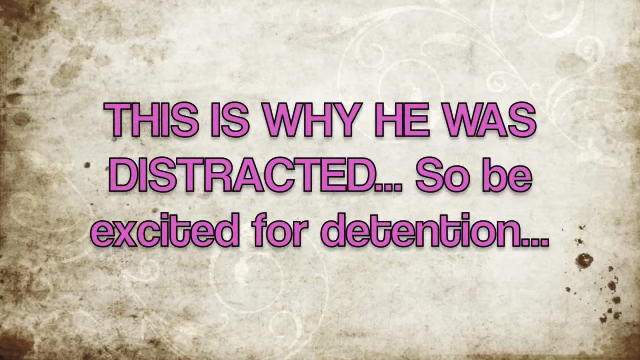 THIS IS WHY HE WAS
DISTRACTED... So be
excited for detention...